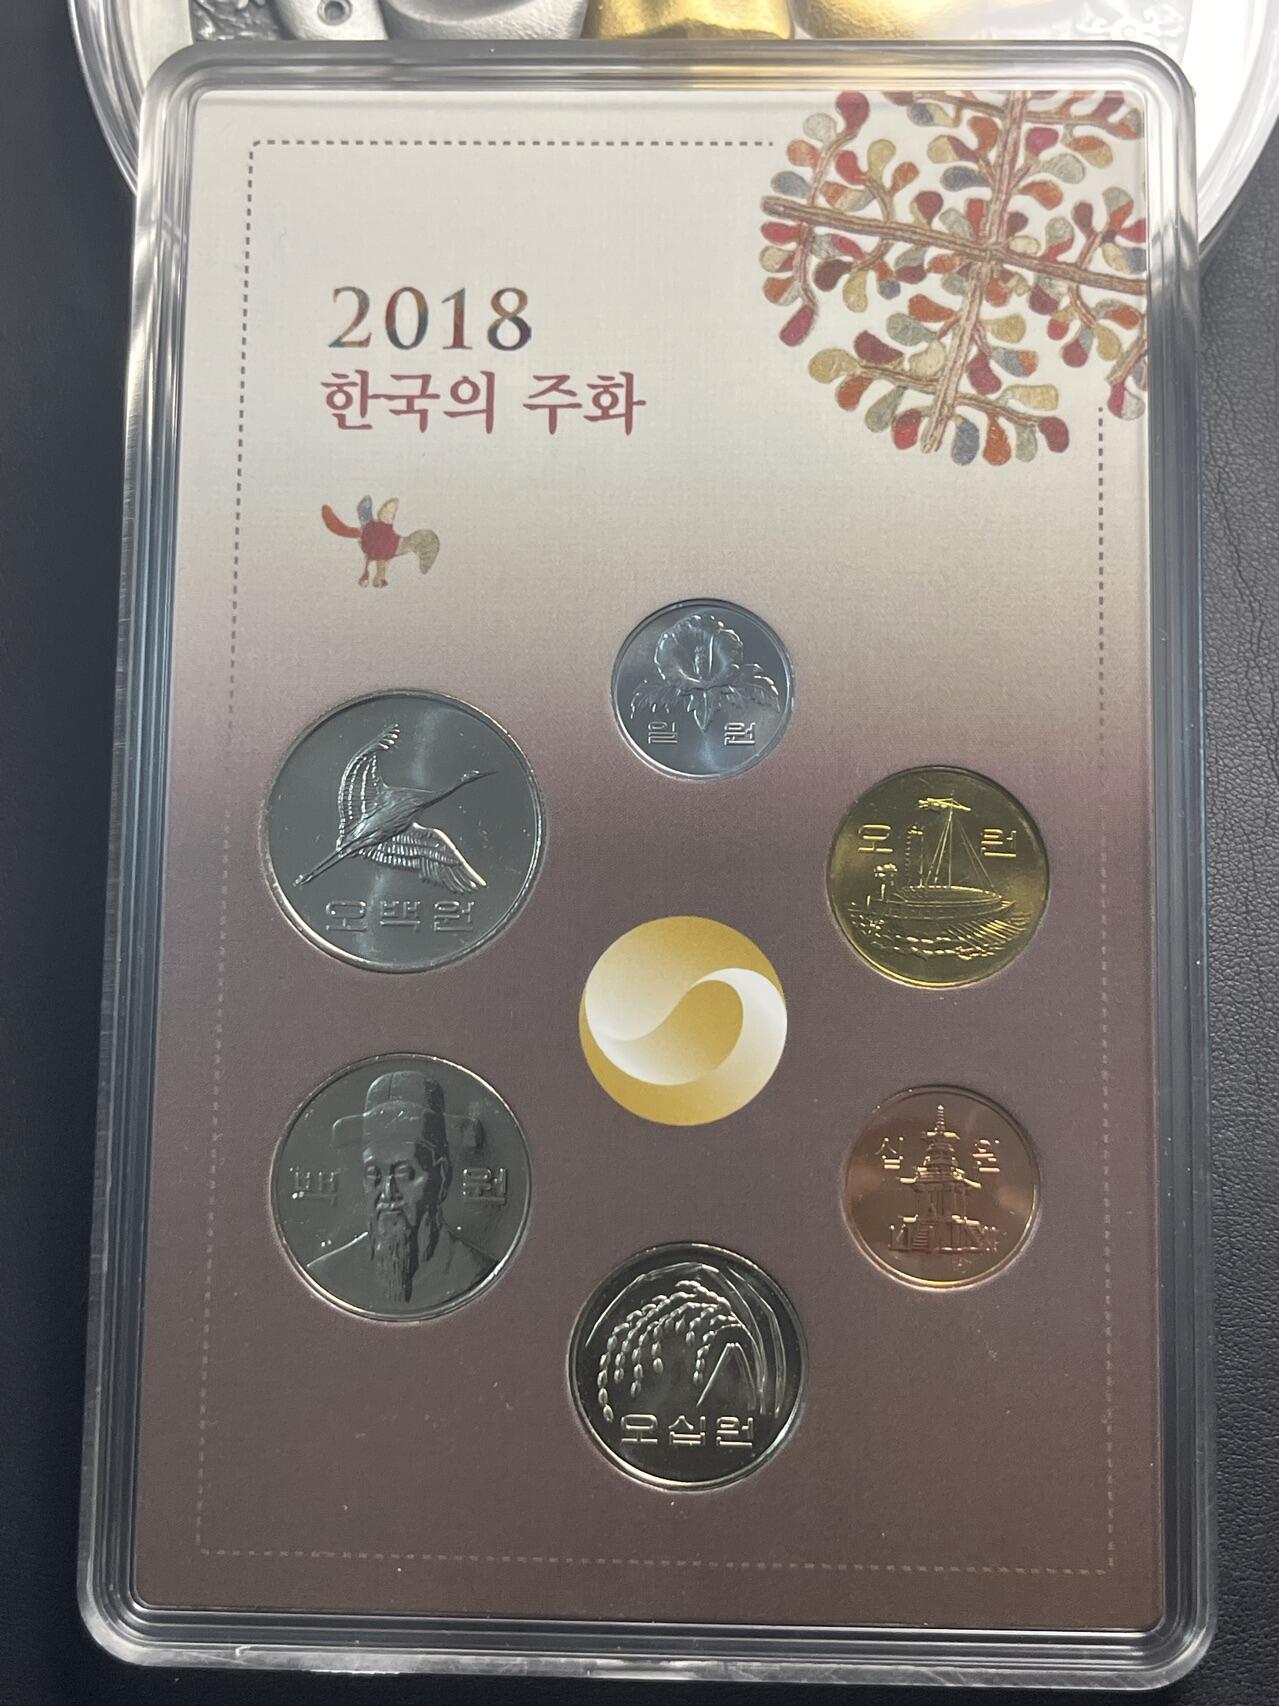 2018
한국의 주화
일 원
오백원
오 원
백 원
십 원
오십원